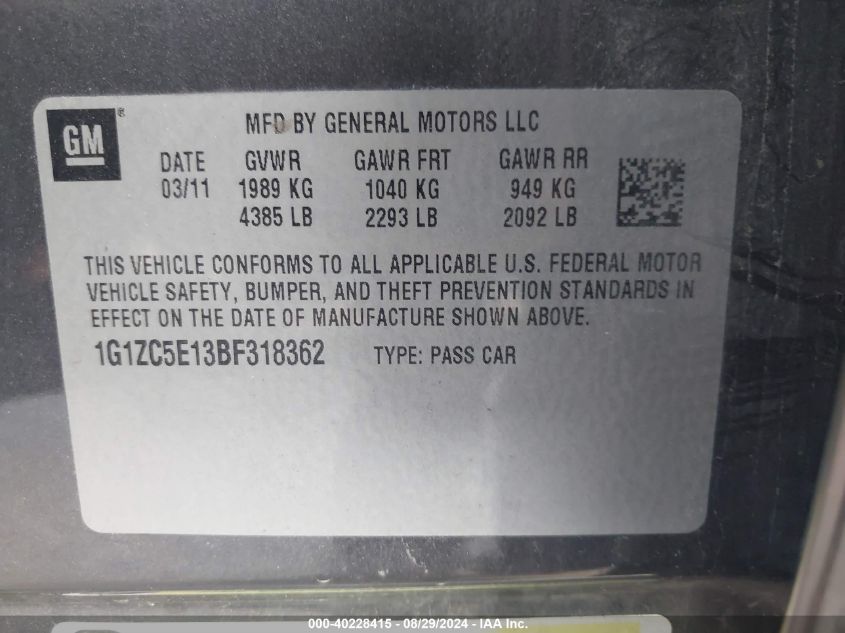 GM®
MFD BY GENERAL MOTORS LLC
DATE GVWR GAWR FRT GAWR RR
03/11 1989 KG 1040 KG 949 KG
4385 LB 2293 LB 2092 LB
THIS VEHICLE CONFORMS TO ALL APPLICABLE U.S. FEDERAL MOTOR
VEHICLE SAFETY, BUMPER, AND THEFT PREVENTION STANDARDS IN
EFFECT ON THE DATE OF MANUFACTURE SHOWN ABOVE.
1G1ZC5E13BF318362 TYPE: PASS CAR
000-40228415 - 08/29/2024 - IAA, Inc.